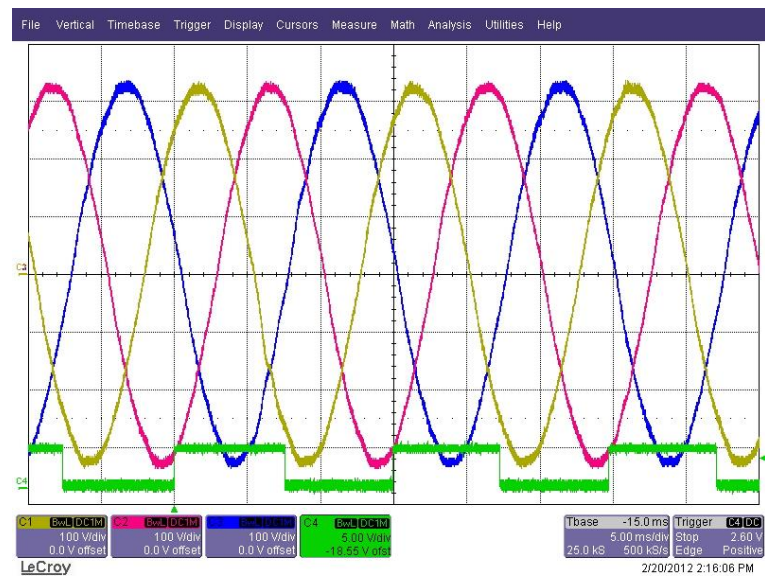 File Vertical Timebase Trigger Display Cursors Measure Math Analysis Utilities Help
C3
C4
C1 BwL DC1M C2 BwL DC1M C3 BwL DC1M C4 BwL DC1M
100 V/div 100 V/div 100 V/div 5.00 V/div
0.0 V offset 0.0 V offset 0.0 V offset -18.55 V ofst
Tbase -15.0 ms Trigger C4 DC
5.00 ms/div Stop 2.60 V
25.0 kS 500 kS/s Edge Positive
LeCroy
2/20/2012 2:16:06 PM